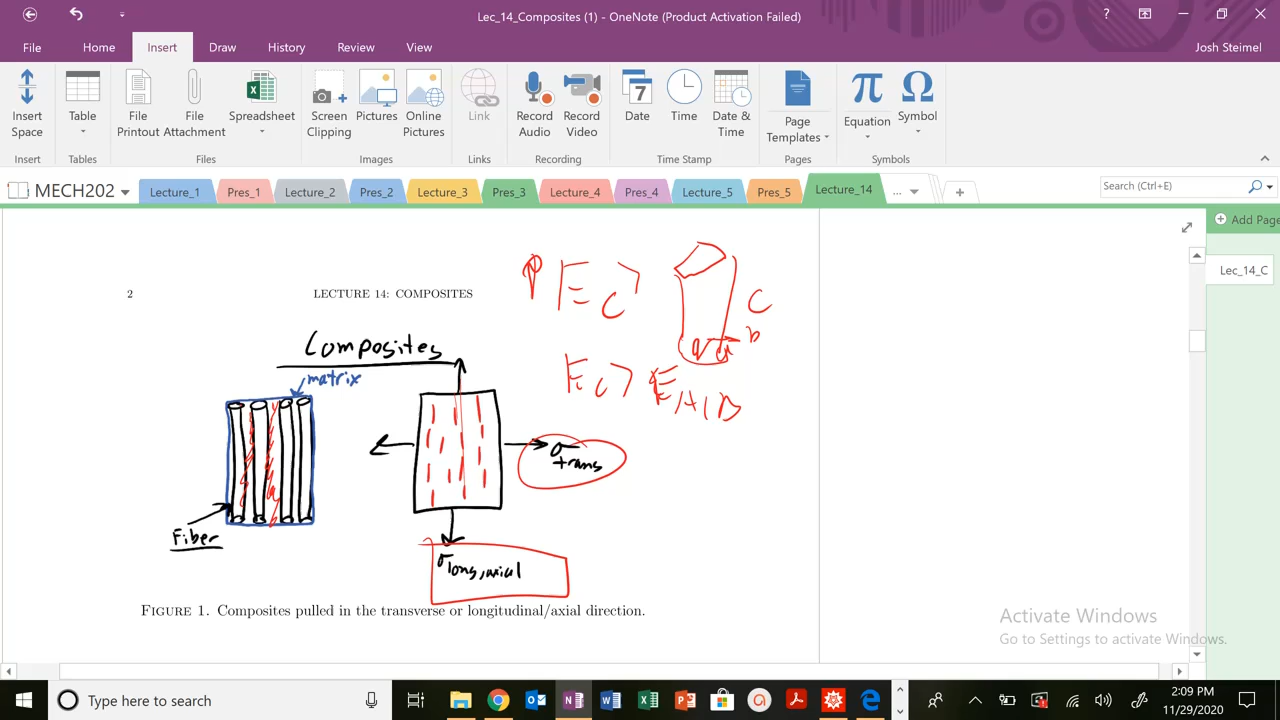 Lec_14_Composites (1) - OneNote (Product Activation Failed)
?
File Home Insert Draw History Review View Josh Steimel
Insert Space
Table
File Printout
File Attachment
Spreadsheet
Screen Clipping
Pictures
Online Pictures
Link
Record Audio
Record Video
Date
Time
Date & Time
Page Templates
Equation
Symbol
Insert Tables Files Images Links Recording Time Stamp Pages Symbols
MECH202 Lecture_1 Pres_1 Lecture_2 Pres_2 Lecture_3 Pres_3 Lecture_4 Pres_4 Lecture_5 Pres_5 Lecture_14 ... Search (Ctrl+E)
Add Page
Lec_14_C
2 LECTURE 14: COMPOSITES
E C >
C
b
a
Composites
matrix
E C > E A/B
σ trans
Fiber
σ long, axial
FIGURE 1. Composites pulled in the transverse or longitudinal/axial direction.
Activate Windows
Go to Settings to activate Windows.
Type here to search
2:09 PM
11/29/2020